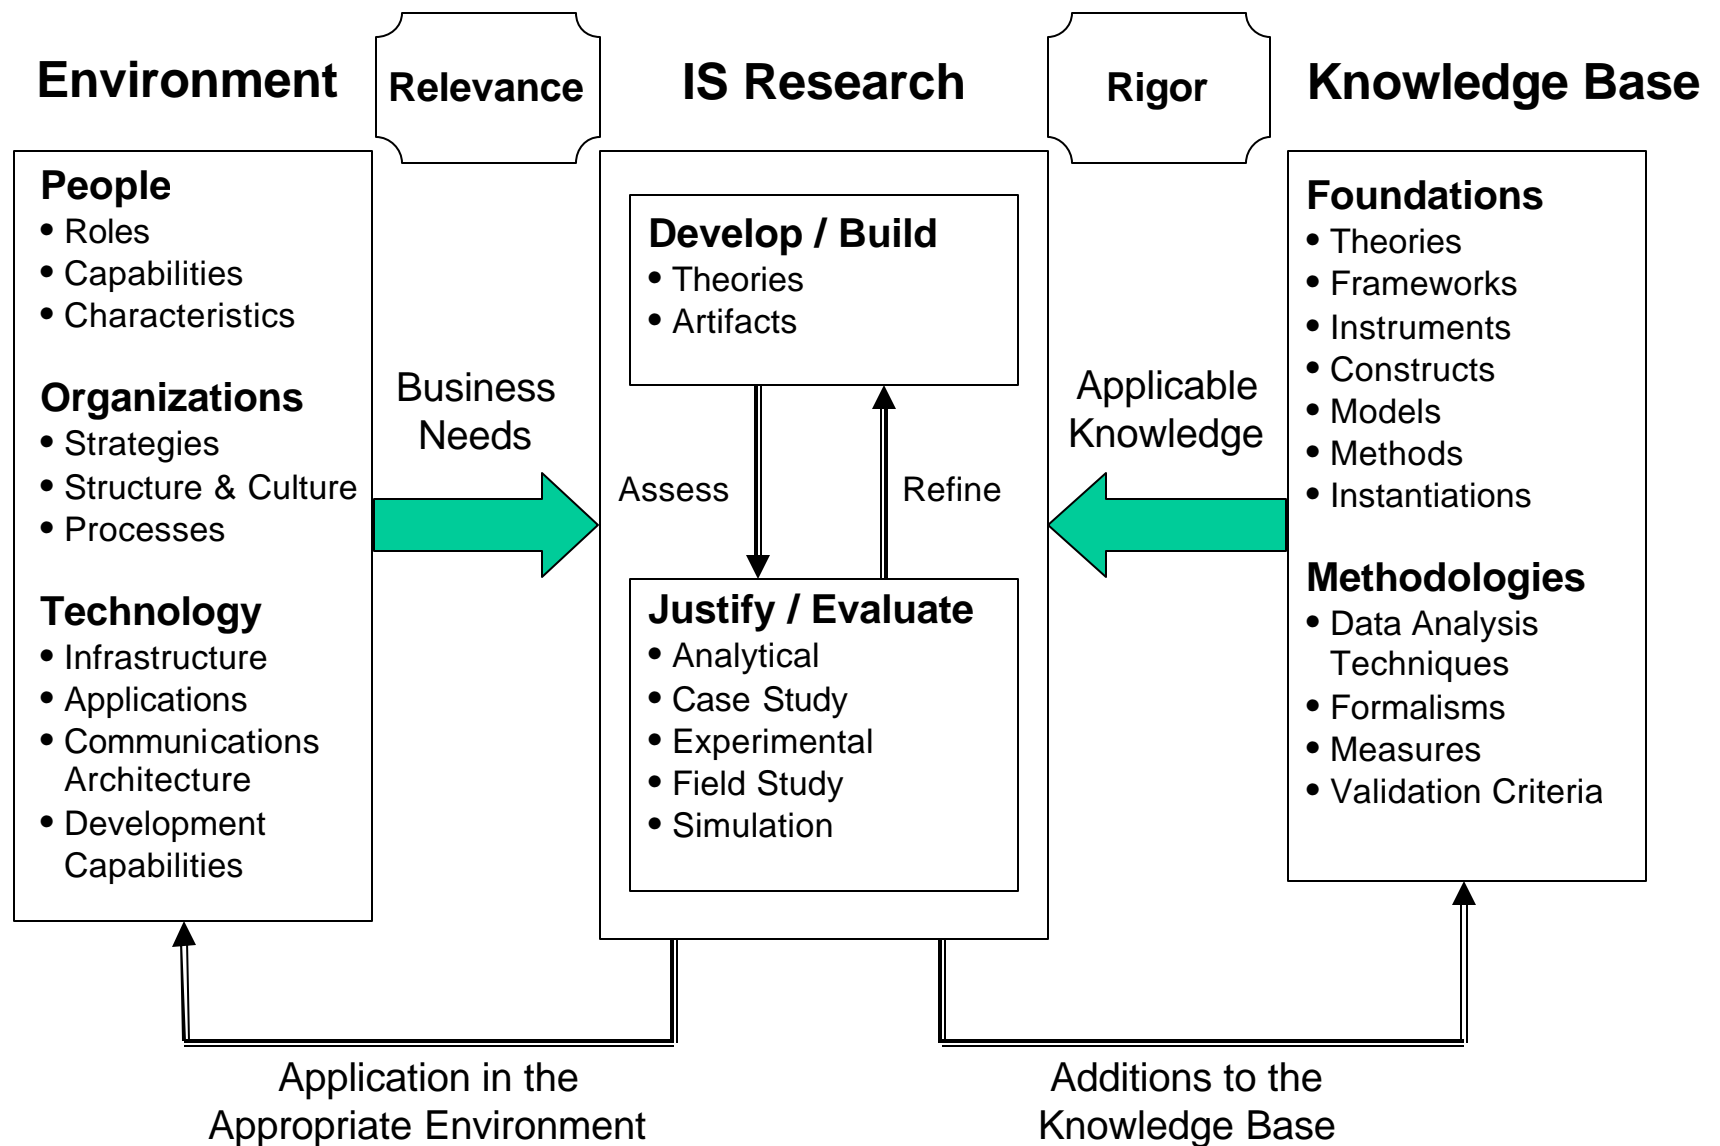 Environment
Relevance
IS Research
Rigor
Knowledge Base
People
• Roles
• Capabilities
• Characteristics
Organizations
• Strategies
• Structure & Culture
• Processes
Technology
• Infrastructure
• Applications
• Communications
Architecture
• Development
Capabilities
Business
Needs
Develop / Build
• Theories
• Artifacts
Assess
Refine
Justify / Evaluate
• Analytical
• Case Study
• Experimental
• Field Study
• Simulation
Applicable
Knowledge
Foundations
• Theories
• Frameworks
• Instruments
• Constructs
• Models
• Methods
• Instantiations
Methodologies
• Data Analysis
Techniques
• Formalisms
• Measures
• Validation Criteria
Application in the
Appropriate Environment
Additions to the
Knowledge Base